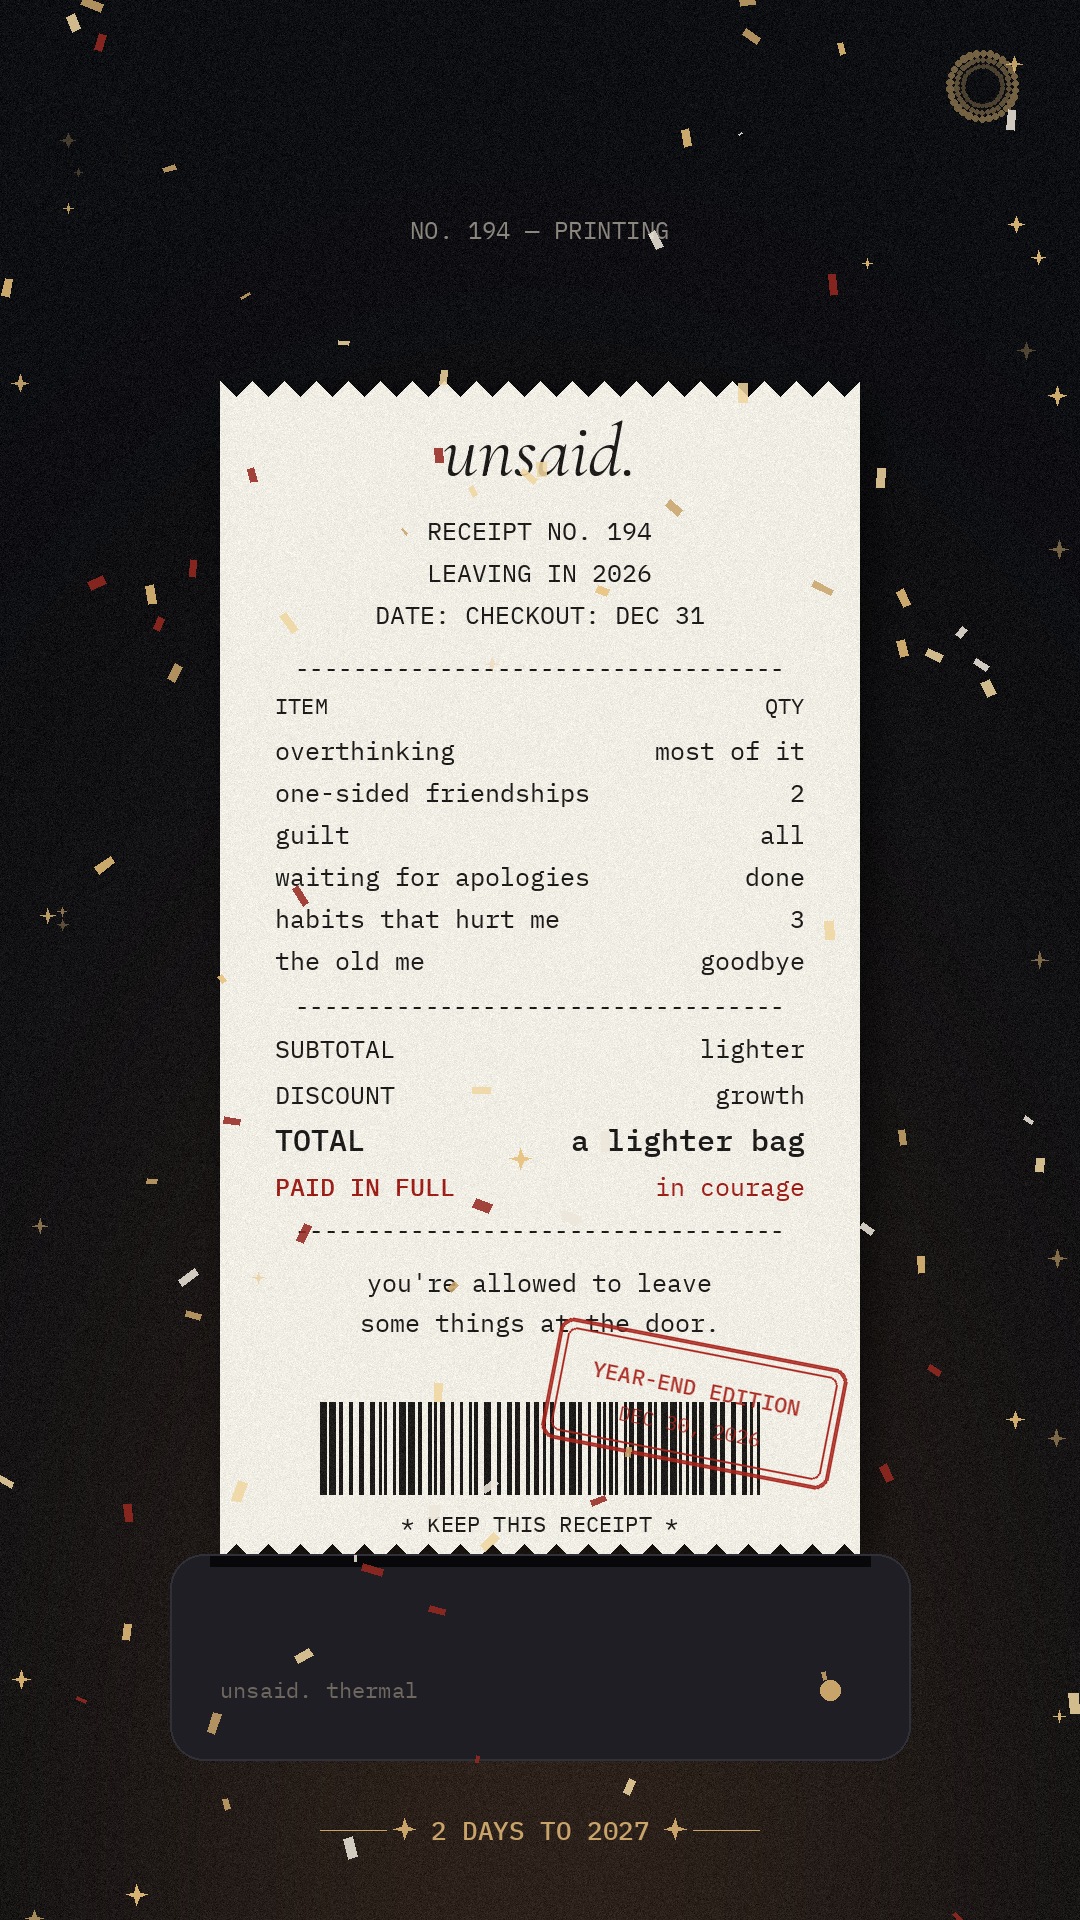 NO. 194 — PRINTING
unsaid.
RECEIPT NO. 194
LEAVING IN 2026
DATE: CHECKOUT: DEC 31
---------------------------------
ITEM QTY
overthinking most of it
one-sided friendships 2
guilt all
waiting for apologies done
habits that hurt me 3
the old me goodbye
---------------------------------
SUBTOTAL lighter
DISCOUNT growth
TOTAL a lighter bag
PAID IN FULL in courage
---------------------------------
you're allowed to leave
some things at the door.
YEAR-END EDITION
DEC 30, 2026
* KEEP THIS RECEIPT *
unsaid. thermal
2 DAYS TO 2027